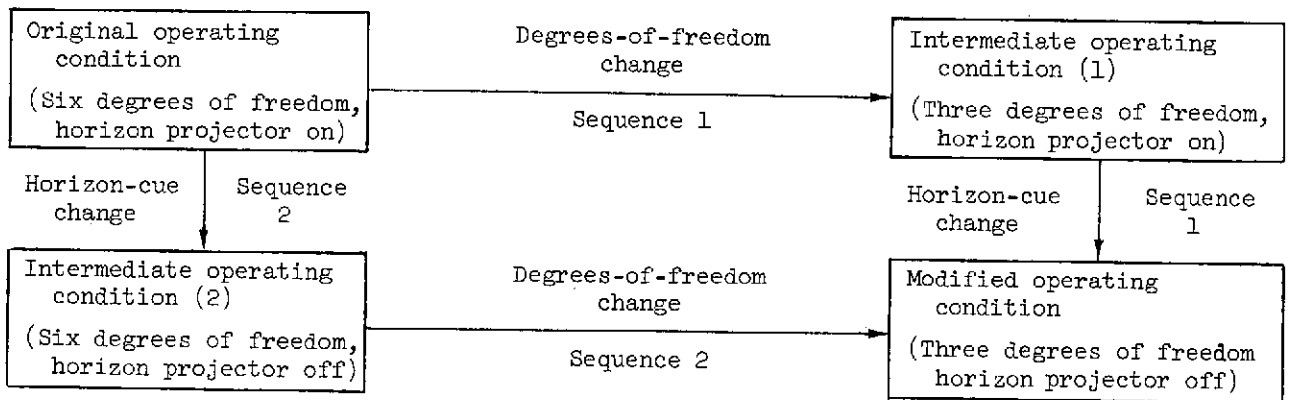 Original operating
condition
(Six degrees of freedom,
horizon projector on)
Degrees-of-freedom
change
Sequence 1
Intermediate operating
condition (1)
(Three degrees of freedom,
horizon projector on)
Horizon-cue
change
Sequence
2
Horizon-cue
change
Sequence
1
Intermediate operating
condition (2)
(Six degrees of freedom,
horizon projector off)
Degrees-of-freedom
change
Sequence 2
Modified operating
condition
(Three degrees of freedom
horizon projector off)